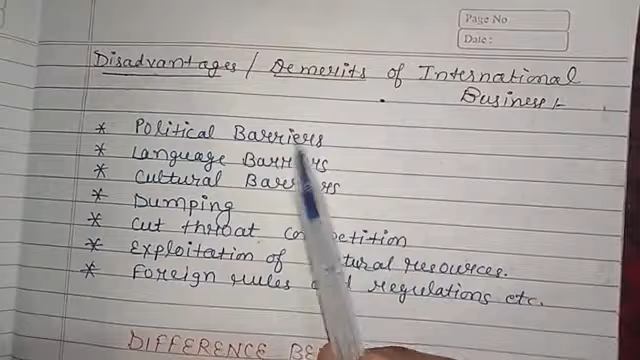 Page No
Date:
Disadvantages / Demerits of International
Business:-
* Political Barriers
* Language Barriers
* Cultural Barriers
* Dumping
* Cut throat competition
* Exploitation of natural resources.
* Foreign rules and regulations etc.
DIFFERENCE